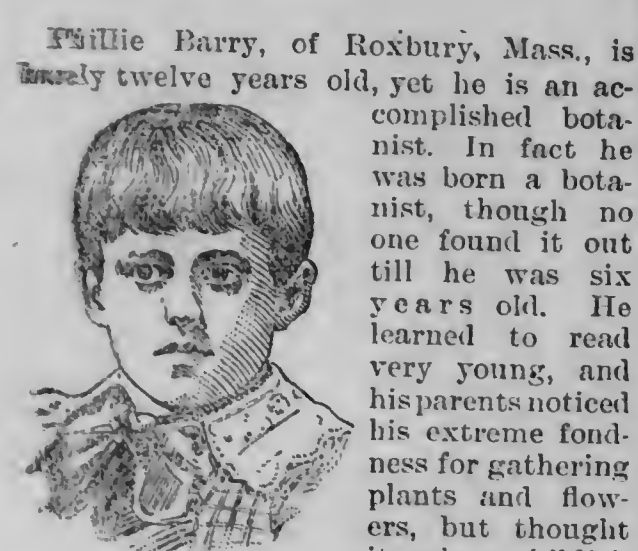 Barry, of Roxbury, Mass., is
twelve years old, yet he is an ac-
complished bota-
nist. In fact he
was born a bota-
nist, though no
one found it out
till he was six
years old. He
learned to read
very young, and
his parents noticed
his extreme fond-
ness for gathering
plants and flow-
ers, but thought